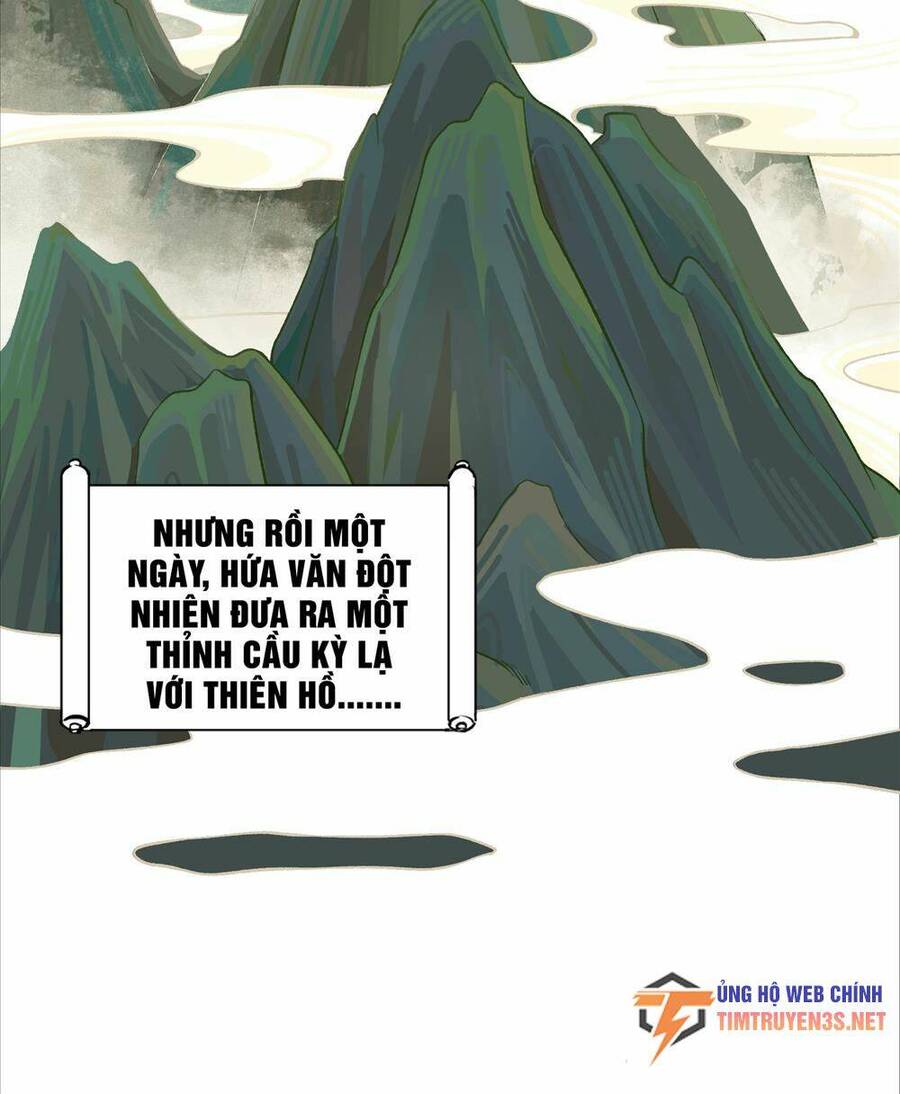 NHƯNG RỒI MỘT
NGÀY, HỨA VĂN ĐỘT
NHIÊN ĐƯA RA MỘT
THỈNH CẦU KỲ LẠ
VỚI THIÊN HỒ.......
ỦNG HỘ WEB CHÍNH
TIMTRUYEN3S.NET